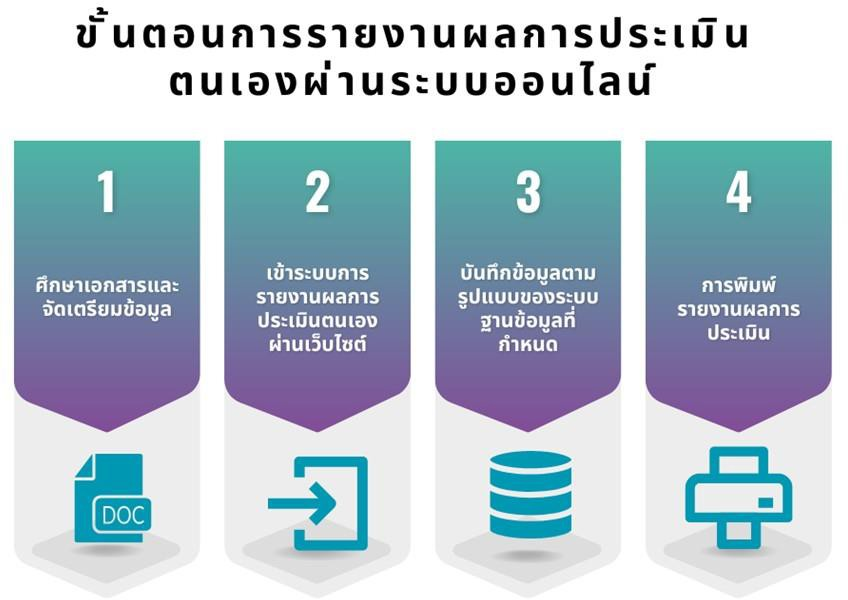 ขั้นตอนการรายงานผลการประเมิน
ตนเองผ่านระบบออนไลน์
1
ศึกษาเอกสารและ
จัดเตรียมข้อมูล
DOC
2
เข้าระบบการ
รายงานผลการ
ประเมินตนเอง
ผ่านเว็บไซต์
3
บันทึกข้อมูลตาม
รูปแบบของระบบ
ฐานข้อมูลที่
กำหนด
4
การพิมพ์
รายงานผลการ
ประเมิน